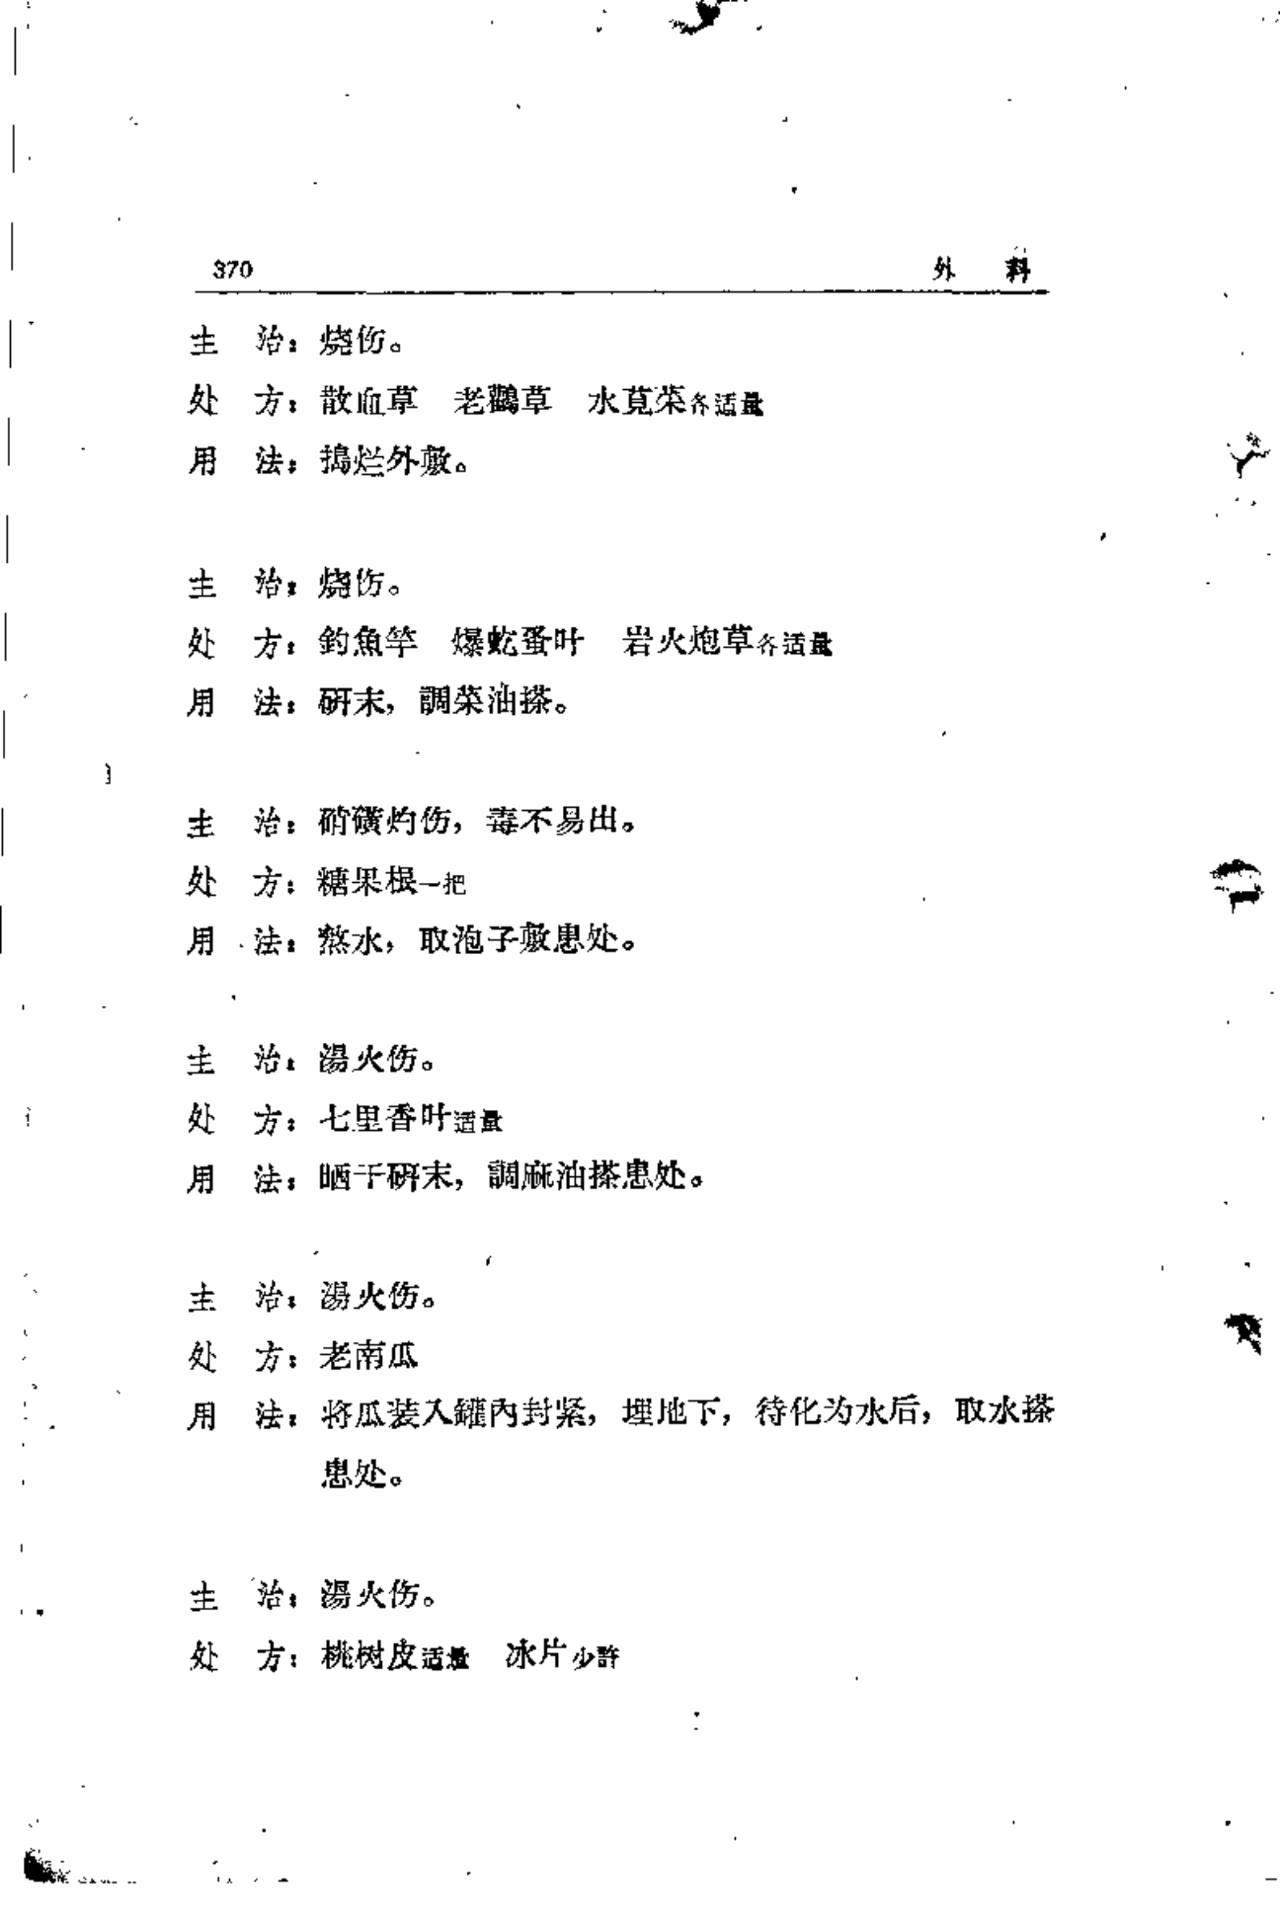 370 外 科
主 治：烧伤。
处 方：散血草 老鸛草 水莧菜各适量
用 法：搗烂外敷。
主 治：烧伤。
处 方：釣魚竿 爆虼蚤叶 岩火炮草各适量
用 法：研末，調菜油搽。
主 治：硝磺灼伤，毒不易出。
处 方：糖果根一把
用 法：熬水，取泡子敷患处。
主 治：湯火伤。
处 方：七里香叶适量
用 法：晒干研末，調麻油搽患处。
主 治：湯火伤。
处 方：老南瓜
用 法：将瓜装入罐內封紧，埋地下，待化为水后，取水搽
患处。
主 治：湯火伤。
处 方：桃树皮适量 冰片少許